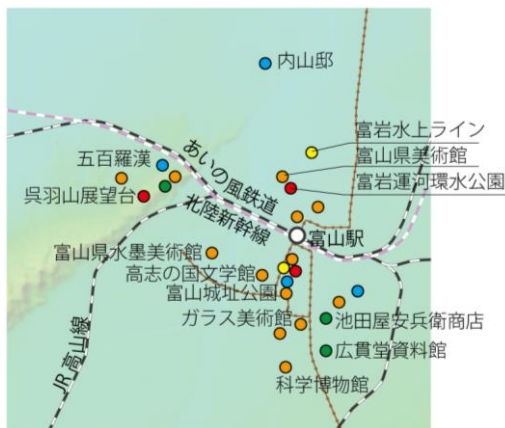 内山邸
富岩水上ライン
富山県美術館
富岩運河環水公園
五百羅漢
呉羽山展望台
あいの風鉄道
北陸新幹線
富山駅
富山県水墨美術館
高志の国文学館
富山城址公園
ガラス美術館
池田屋安兵衛商店
広貫堂資料館
JR高山線
科学博物館